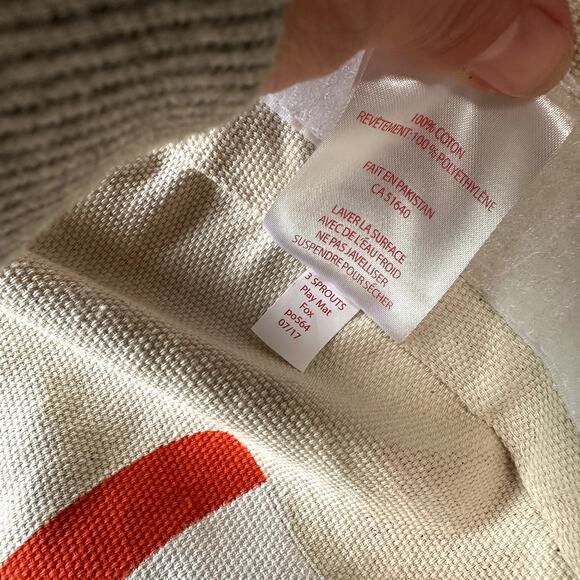 100% COTON
REVÊTEMENT-100% POLYETHYLÈNE
FAIT EN PAKISTAN
CA 51640
LAVER LA SURFACE
AVEC DE L'EAU FROID
NE PAS JAVELLISER
SUSPENDRE POUR SÉCHER
3 SPROUTS
Play Mat
Fox
po564
07/17